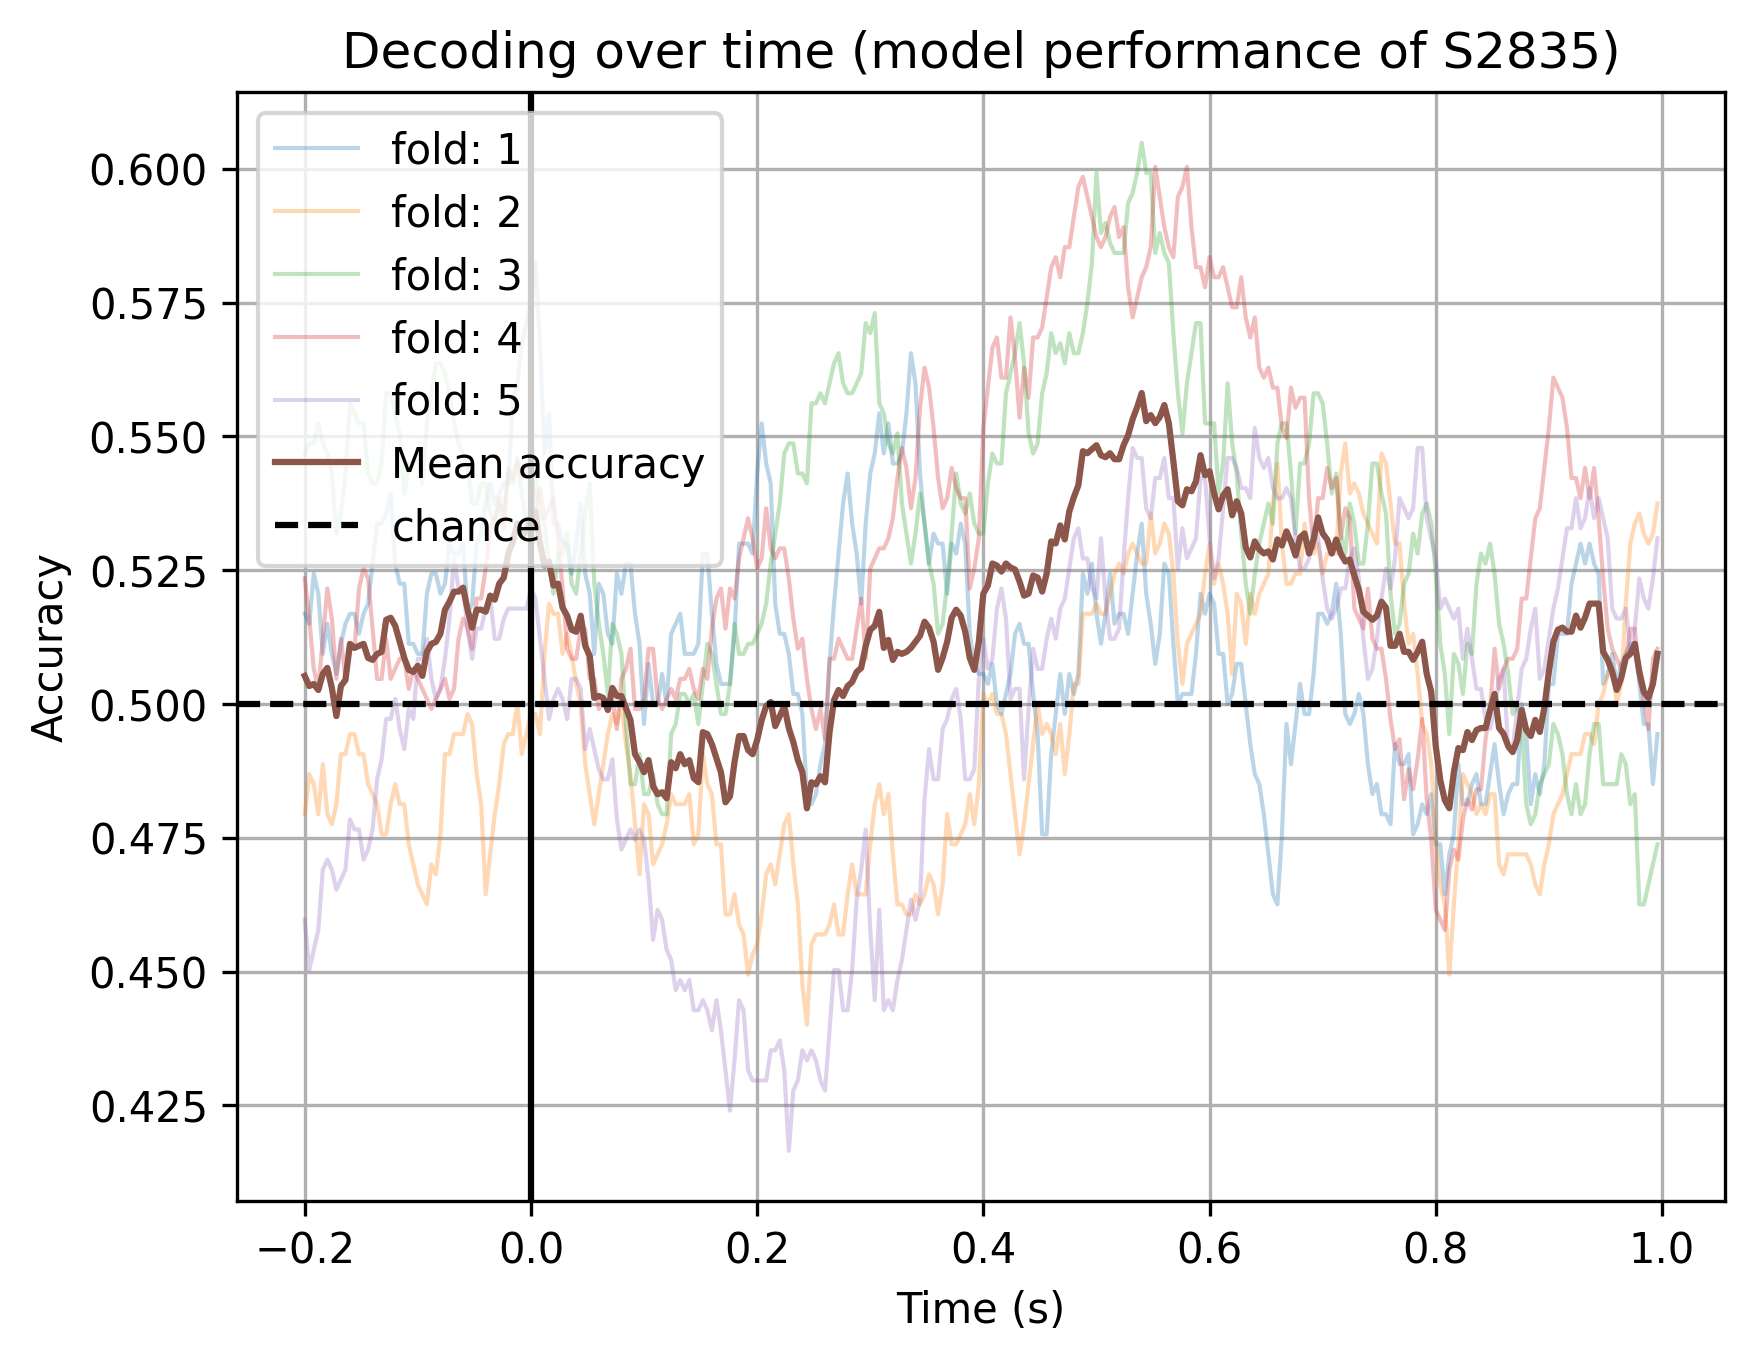 Decoding over time (model performance of S2835)
fold: 1
fold: 2
fold: 3
fold: 4
fold: 5
Mean accuracy
chance
0.600
0.575
0.550
0.525
0.500
0.475
0.450
0.425
Accuracy
−0.2 0.0 0.2 0.4 0.6 0.8 1.0
Time (s)